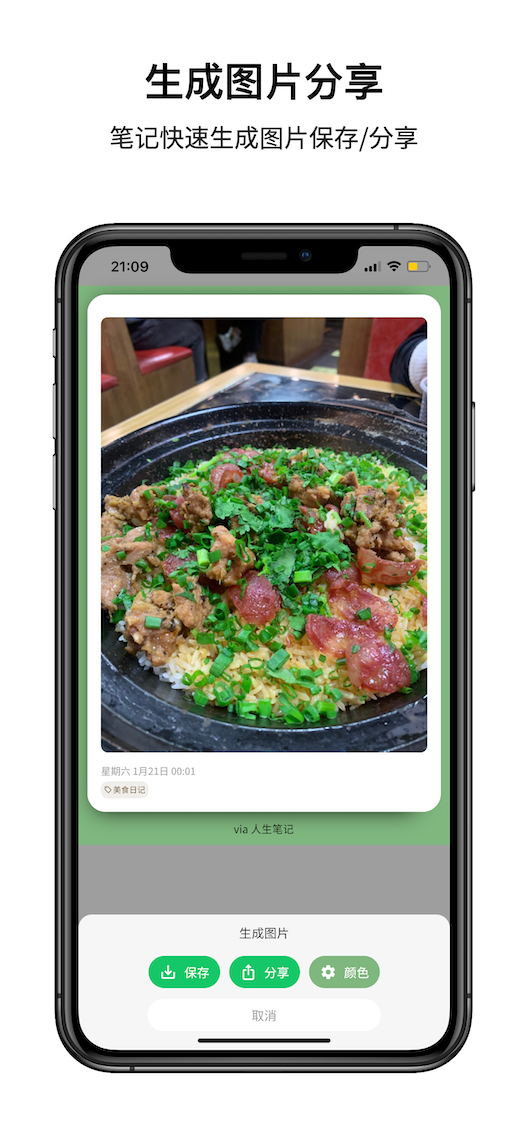 生成图片分享
笔记快速生成图片保存/分享
21:09
星期六 1月21日 00:01
美食日记
via 人生笔记
生成图片
保存 分享 颜色
取消